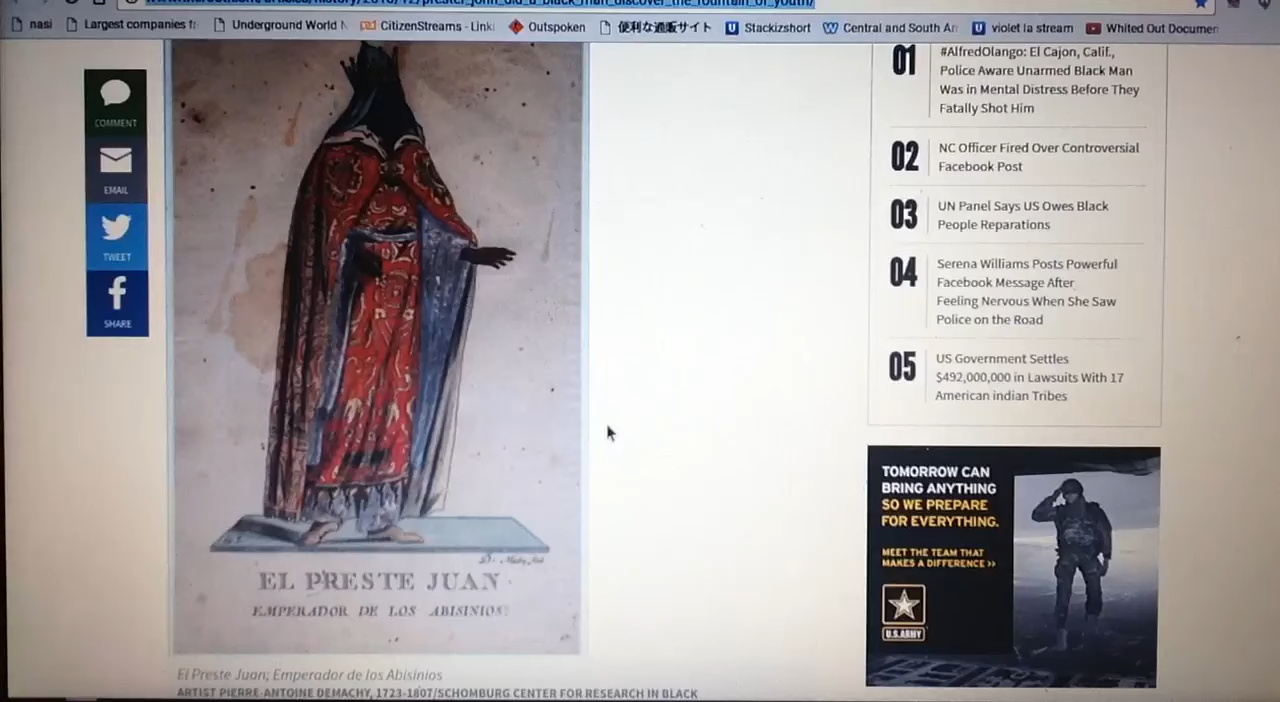 nasi
Largest companies f
Underground World N
CitizenStreams - Link
Outspoken
便利な通販サイト
Stackizshort
Central and South Am
violet la stream
Whited Out Documen
COMMENT
EMAIL
TWEET
SHARE
EL PRESTE JUAN
EMPERADOR DE LOS ABISINIOS
El Preste Juan; Emperador de los Abisinios
ARTIST PIERRE-ANTOINE DEMACHY, 1723-1807/SCHOMBURG CENTER FOR RESEARCH IN BLACK
01
#AlfredOlango: El Cajon, Calif.,
Police Aware Unarmed Black Man
Was in Mental Distress Before They
Fatally Shot Him
02
NC Officer Fired Over Controversial
Facebook Post
03
UN Panel Says US Owes Black
People Reparations
04
Serena Williams Posts Powerful
Facebook Message After
Feeling Nervous When She Saw
Police on the Road
05
US Government Settles
$492,000,000 in Lawsuits With 17
American indian Tribes
TOMORROW CAN
BRING ANYTHING
SO WE PREPARE
FOR EVERYTHING.
MEET THE TEAM THAT
MAKES A DIFFERENCE >>
U.S.ARMY